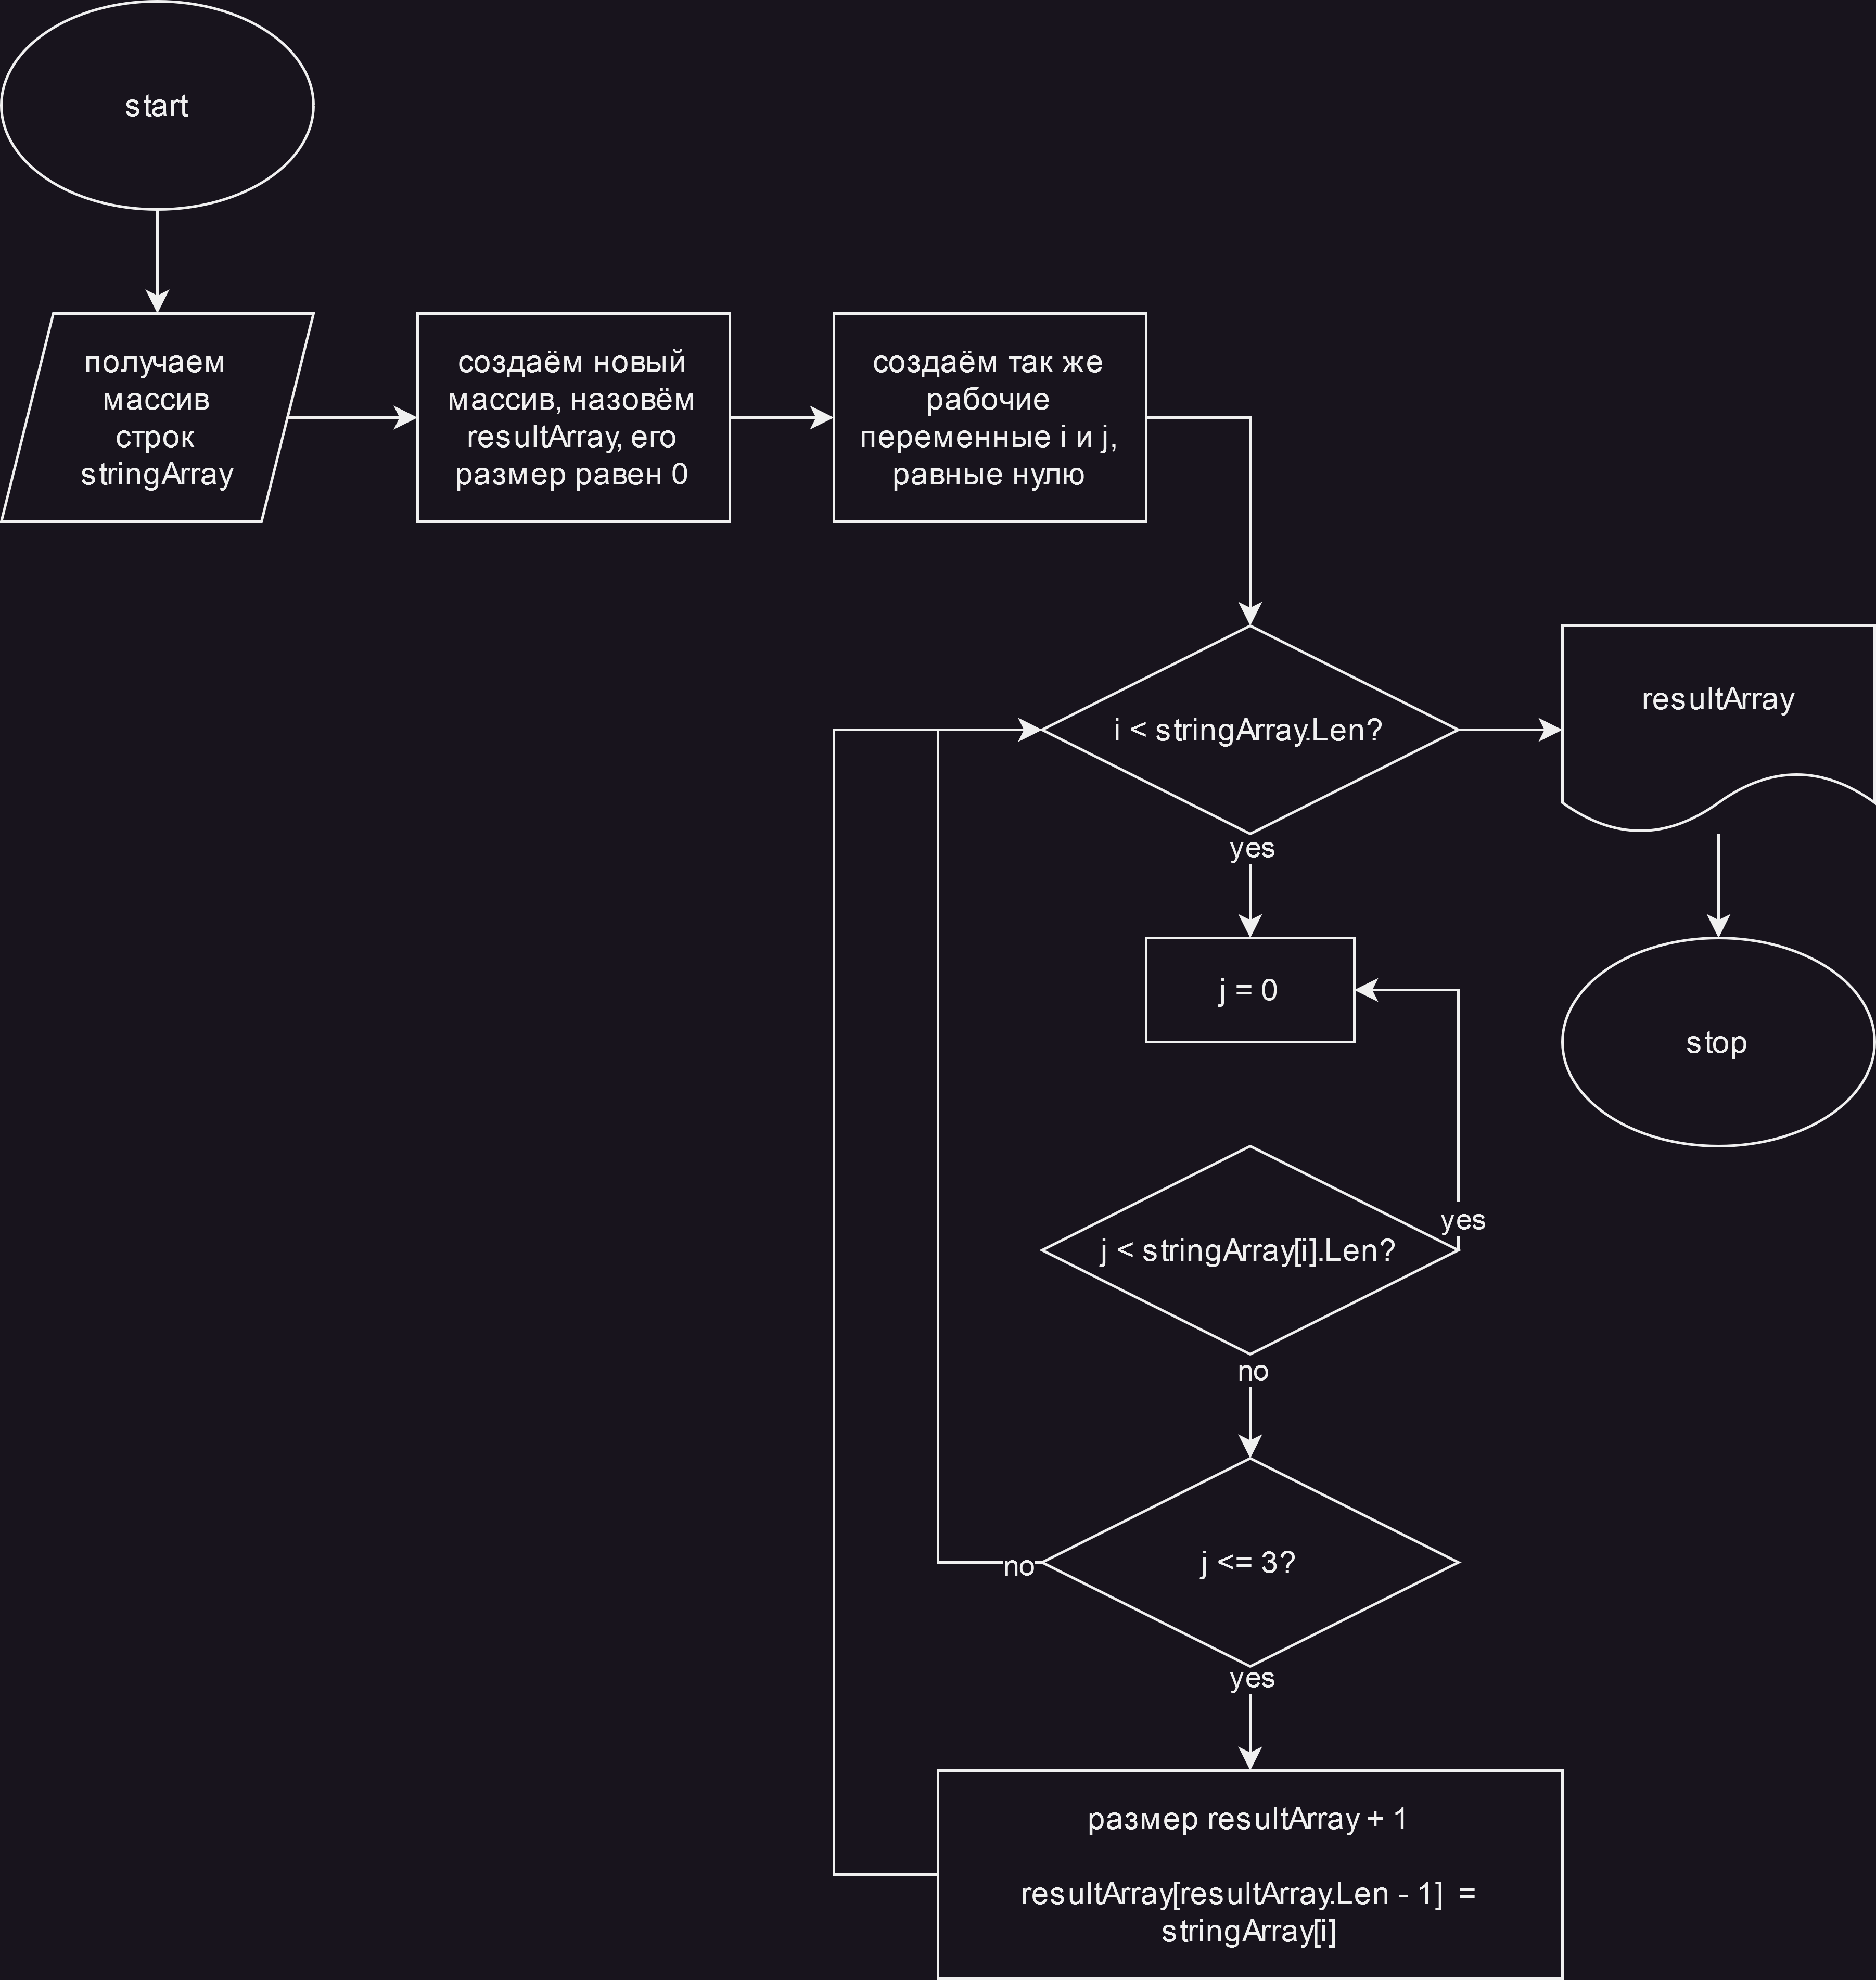 start
получаем
массив
строк
stringArray
создаём новый
массив, назовём
resultArray, его
размер равен 0
создаём так же
рабочие
переменные i и j,
равные нулю
i < stringArray.Len?
resultArray
yes
j = 0
stop
yes
j < stringArray[i].Len?
no
j <= 3?
no
yes
размер resultArray + 1
resultArray[resultArray.Len - 1] =
stringArray[i]